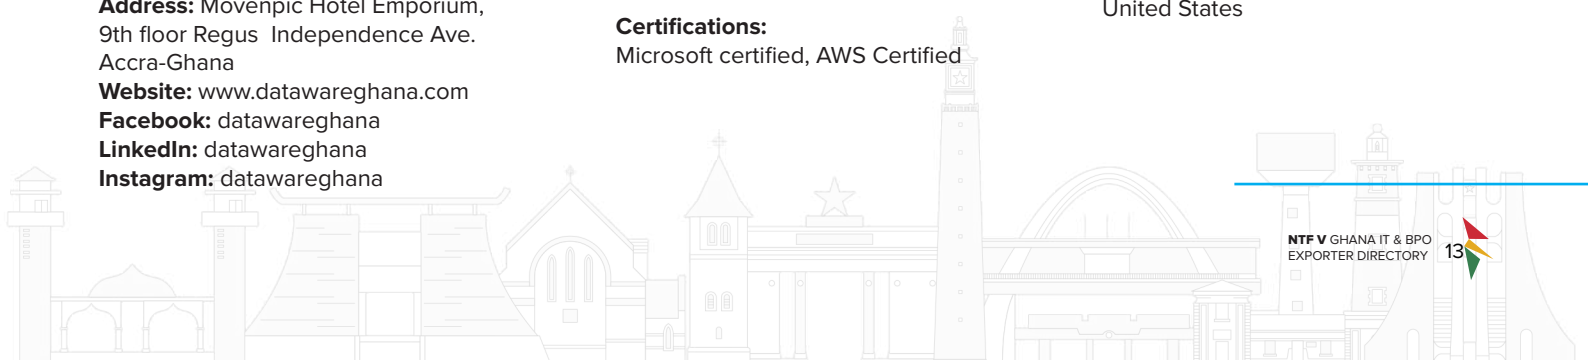 Address: Movenpic Hotel Emporium,
9th floor Regus  Independence Ave.
Accra-Ghana
Website: www.datawareghana.com
Facebook: datawareghana
LinkedIn: datawareghana
Instagram: datawareghana
Certifications:
Microsoft certified, AWS Certified
United States
NTF V GHANA IT & BPO
EXPORTER DIRECTORY
13